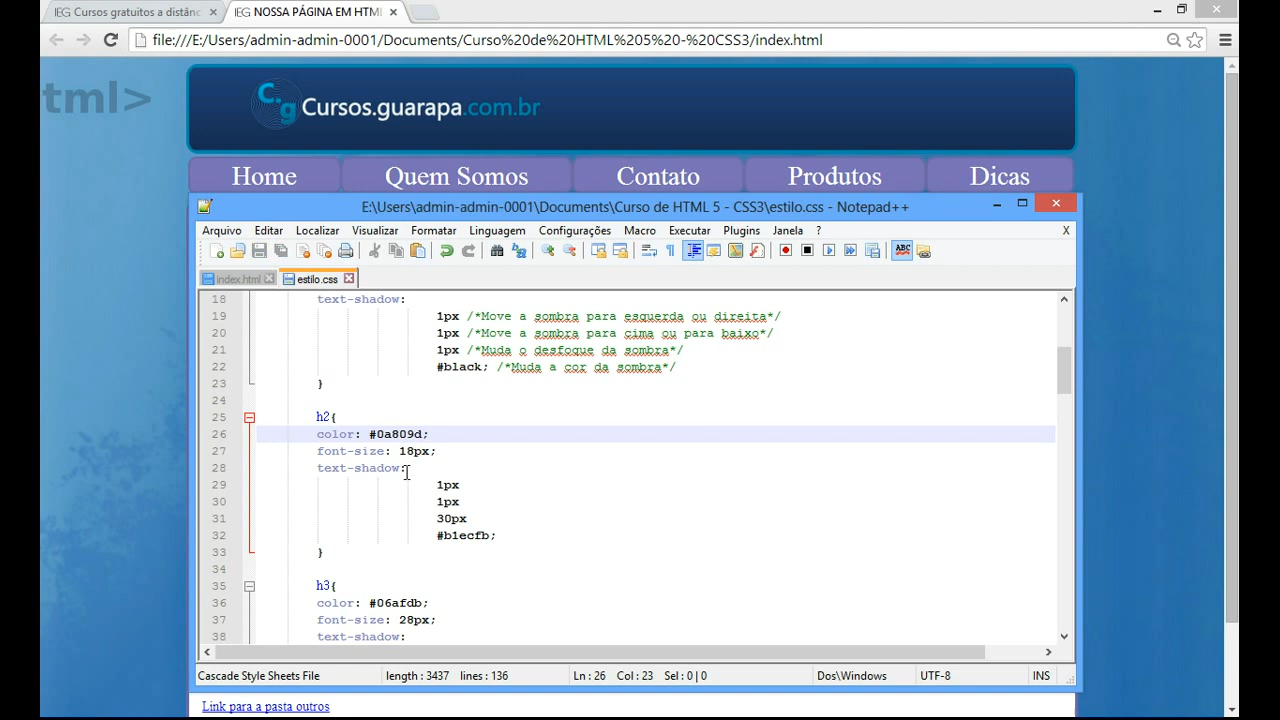 IEG Cursos gratuitos a distânc
IEG NOSSA PÁGINA EM HTML
file:///E:/Users/admin-admin-0001/Documents/Curso%20de%20HTML%205%20-%20CSS3/index.html
tml>
C.g Cursos.guarapa.com.br
Home Quem Somos Contato Produtos Dicas
E:\Users\admin-admin-0001\Documents\Curso de HTML 5 - CSS3\estilo.css - Notepad++
Arquivo Editar Localizar Visualizar Formatar Linguagem Configurações Macro Executar Plugins Janela ? X
ABC
index.html estilo.css
18 text-shadow:
19 1px /*Move a sombra para esquerda ou direita*/
20 1px /*Move a sombra para cima ou para baixo*/
21 1px /*Muda o desfoque da sombra*/
22 #black; /*Muda a cor da sombra*/
23 }
24
25 h2{
26 color: #0a809d;
27 font-size: 18px;
28 text-shadow:
29 1px
30 1px
31 30px
32 #b1ecfb;
33 }
34
35 h3{
36 color: #06afdb;
37 font-size: 28px;
38 text-shadow:
Cascade Style Sheets File length : 3437 lines : 136 Ln : 26 Col : 23 Sel : 0 | 0 Dos\Windows UTF-8 INS
Link para a pasta outros